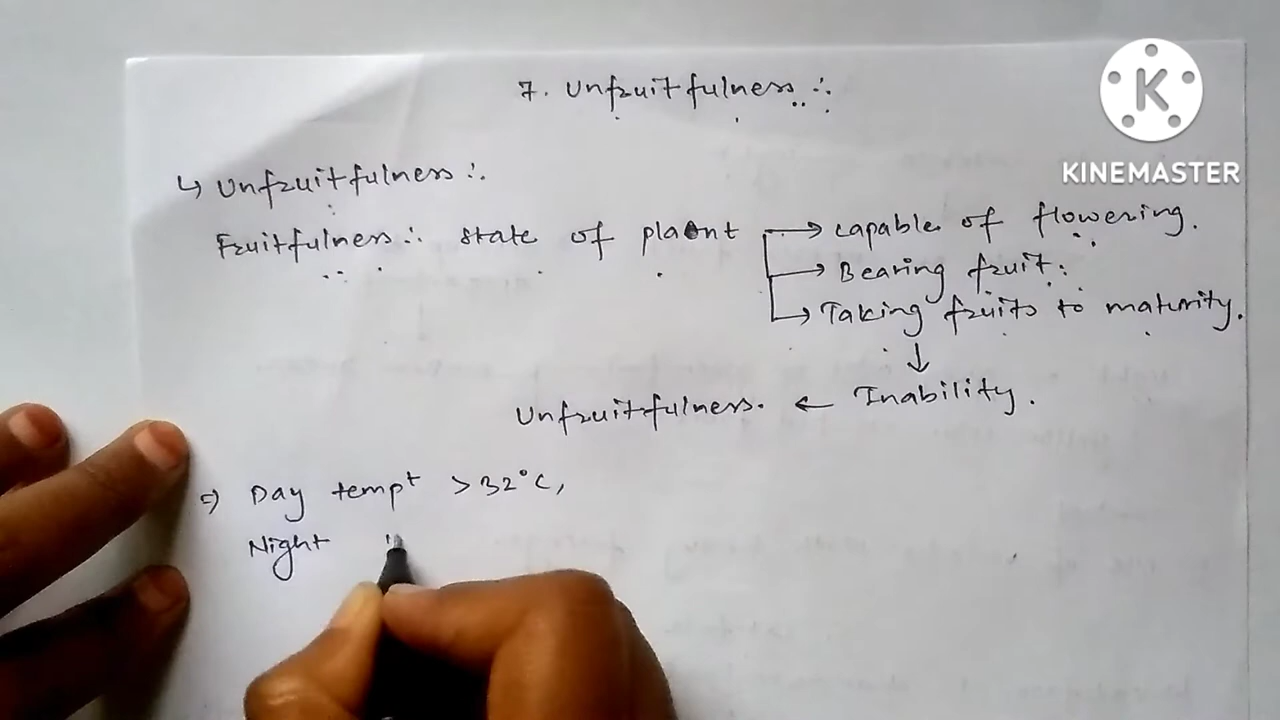 7. Unfruitfulness :.
K
KINEMASTER
↳ Unfruitfulness :.
Fruitfulness :. state of plant → capable of flowering.
→ Bearing fruit.
→ Taking fruits to maturity.
↓
Unfruitfulness. ← Inability.
⇒ Day tempt >32°C,
Night "